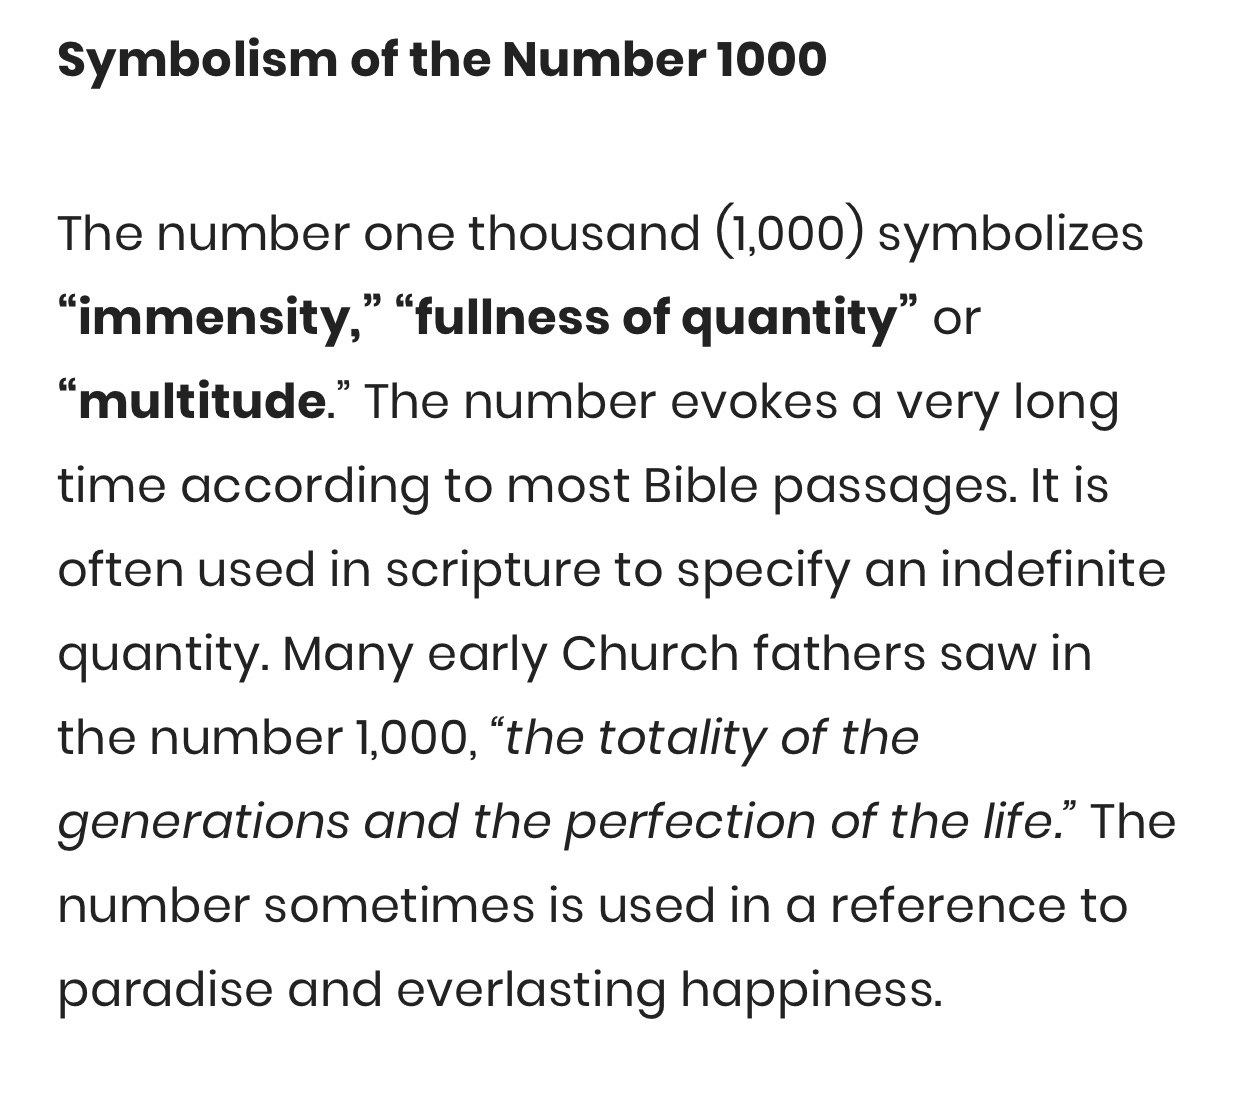 Symbolism of the Number 1000
The number one thousand (1,000) symbolizes
“immensity,” “fullness of quantity” or
“multitude.” The number evokes a very long
time according to most Bible passages. It is
often used in scripture to specify an indefinite
quantity. Many early Church fathers saw in
the number 1,000, “the totality of the
generations and the perfection of the life.” The
number sometimes is used in a reference to
paradise and everlasting happiness.